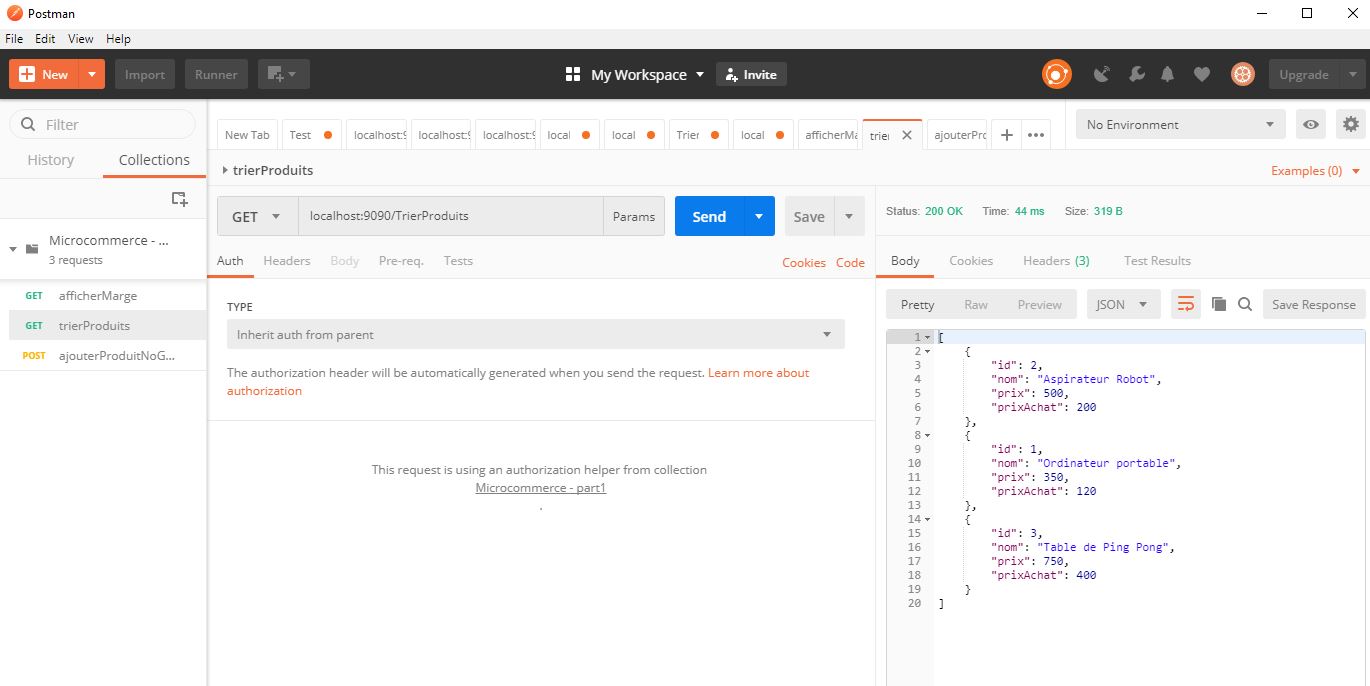 Postman
File Edit View Help
New Import Runner My Workspace Invite Upgrade
Filter
History Collections
Microcommerce - ...
3 requests
GET afficherMarge
GET trierProduits
POST ajouterProduitNoG...
New Tab Test localhost:9 localhost:9 localhost:9 local local Trier local afficherMa trier ajouterPro
No Environment
trierProduits
Examples (0)
GET localhost:9090/TrierProduits Params Send Save
Auth Headers Body Pre-req. Tests Cookies Code
TYPE
Inherit auth from parent
The authorization header will be automatically generated when you send the request. Learn more about
authorization
This request is using an authorization helper from collection
Microcommerce - part1
.
Status: 200 OK Time: 44 ms Size: 319 B
Body Cookies Headers (3) Test Results
Pretty Raw Preview JSON Save Response
1 [
2 {
3 "id": 2,
4 "nom": "Aspirateur Robot",
5 "prix": 500,
6 "prixAchat": 200
7 },
8 {
9 "id": 1,
10 "nom": "Ordinateur portable",
11 "prix": 350,
12 "prixAchat": 120
13 },
14 {
15 "id": 3,
16 "nom": "Table de Ping Pong",
17 "prix": 750,
18 "prixAchat": 400
19 }
20 ]